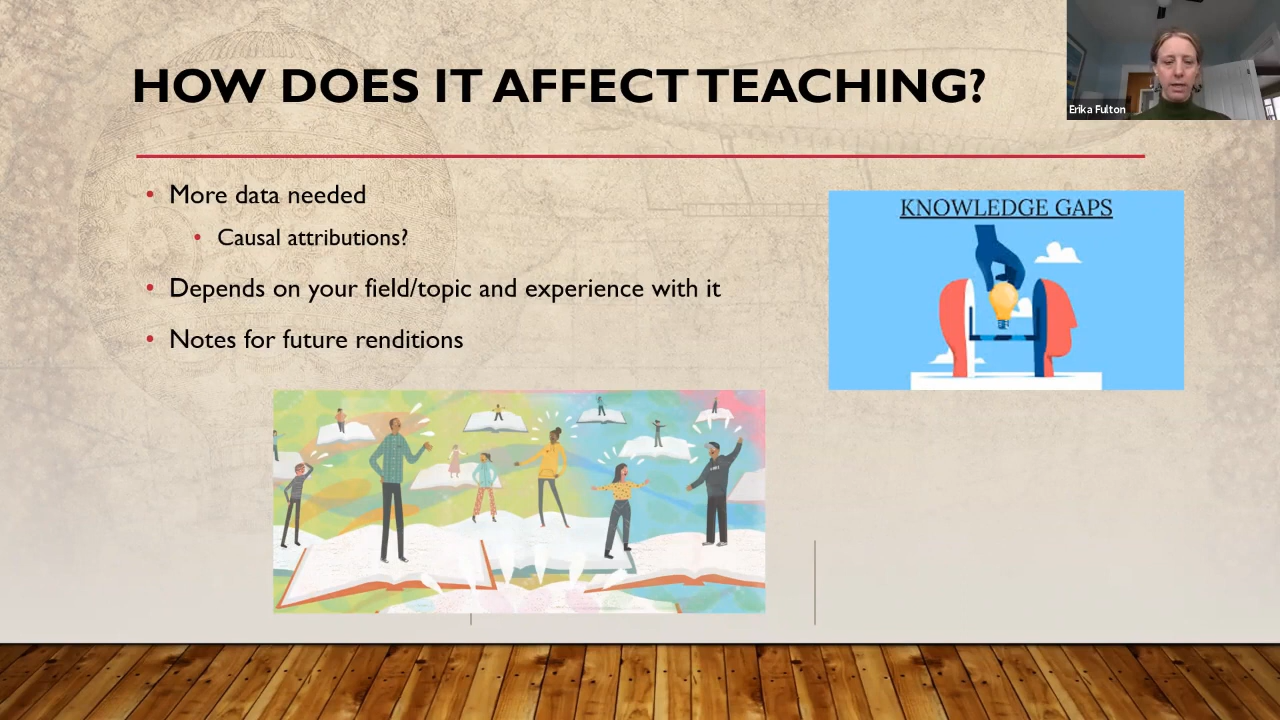 HOW DOES IT AFFECT TEACHING?
Erika Fulton
More data needed
Causal attributions?
Depends on your field/topic and experience with it
Notes for future renditions
KNOWLEDGE GAPS